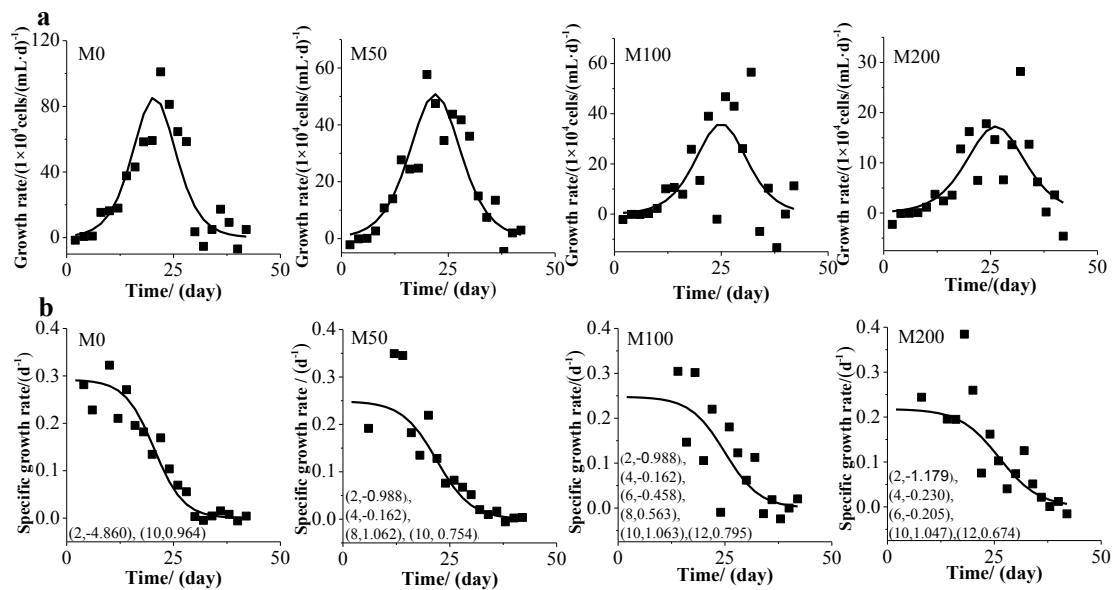 a
M0
M50
M100
M200
Growth rate/(1×10⁴cells/(mL·d)⁻¹
120
80
40
0
0
25
50
Time/ (day)
Growth rate/(1×10⁴cells/(mL·d)⁻¹
60
40
20
0
0
25
50
Time/ (day)
Growth rate/(1×10⁴cells/(mL·d)⁻¹
60
40
20
0
0
25
50
Time/ (day)
Growth rate/(1×10⁴cells/(mL·d)⁻¹
30
20
10
0
0
25
50
Time/ (day)
b
M0
M50
M100
M200
Specific growth rate/(d⁻¹)
0.4
0.3
0.2
0.1
0.0
(2,-4.860), (10,0.964)
0
25
50
Time/ (day)
Specific growth rate / (d⁻¹)
0.4
0.3
0.2
0.1
0.0
(2,-0.988),
(4,-0.162),
(8,1.062), (10, 0.754)
0
25
50
Time/ (day)
Specific growth rate/(d⁻¹)
0.4
0.3
0.2
0.1
0.0
(2,-0.988),
(4,-0.162),
(6,-0.458),
(8,0.563),
(10,1.063),(12,0.795)
0
25
50
Time/ (day)
Specific growth rate/(d⁻¹)
0.4
0.3
0.2
0.1
0.0
(2,-1.179),
(4,-0.230),
(6,-0.205),
(10,1.047),(12,0.674)
0
25
50
Time/ (day)